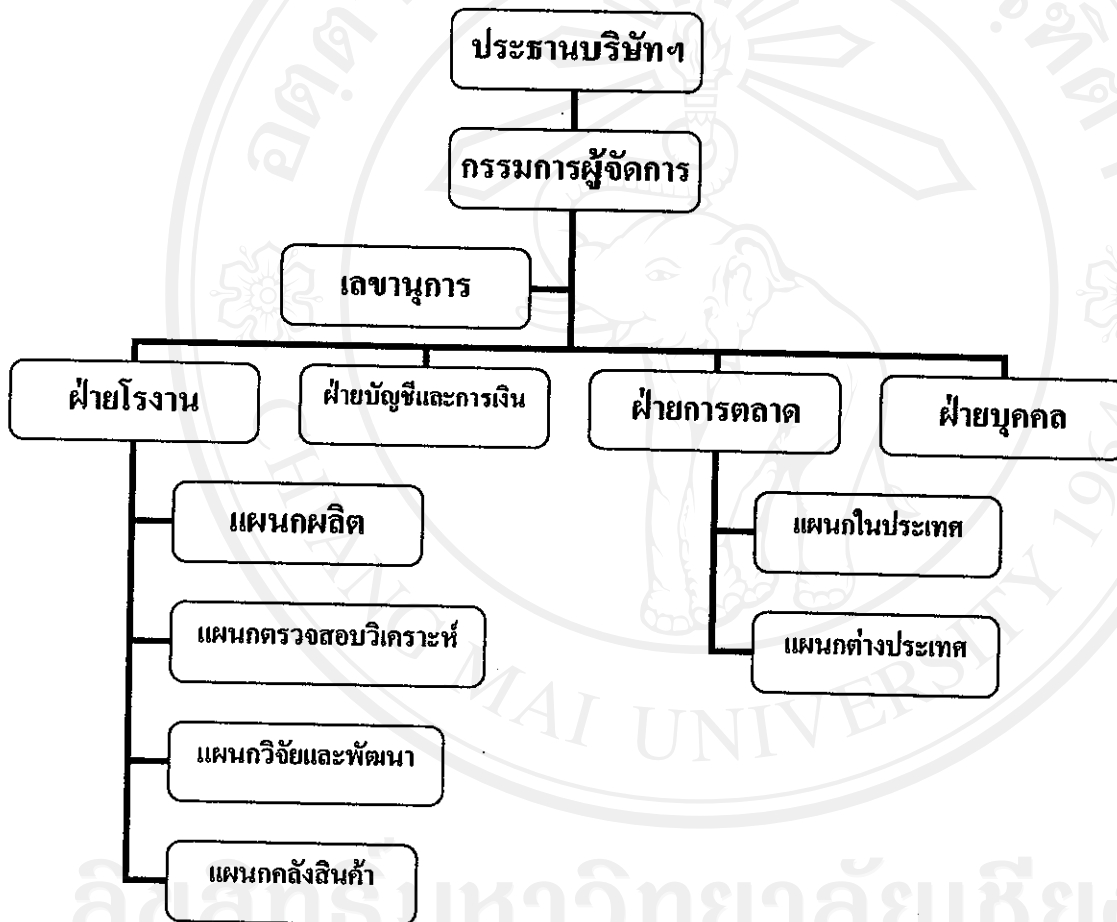 ประธานบริษัทฯ
กรรมการผู้จัดการ
เลขานุการ
ฝ่ายโรงงาน
ฝ่ายบัญชีและการเงิน
ฝ่ายการตลาด
ฝ่ายบุคคล
แผนกผลิต
แผนกในประเทศ
แผนกตรวจสอบวิเคราะห์
แผนกต่างประเทศ
แผนกวิจัยและพัฒนา
แผนกคลังสินค้า
CHIANG MAI UNIVERSITY 1964